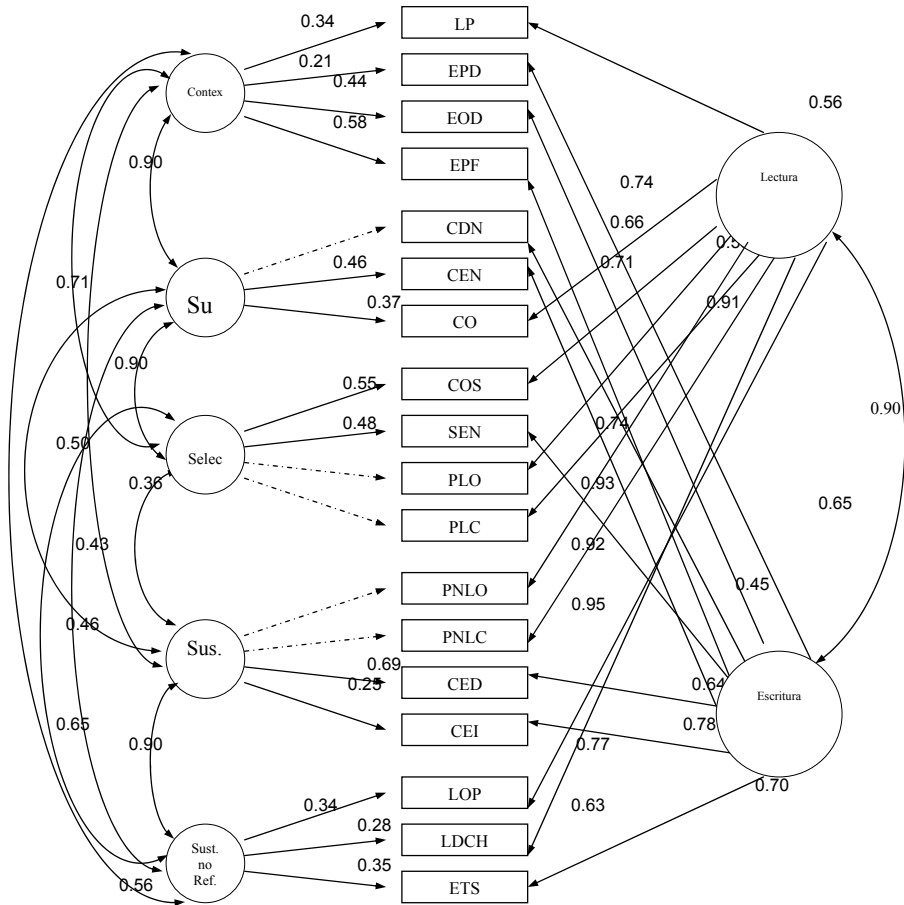 0.34
LP
0.21
EPD
Contex
0.44
EOD
0.56
0.58
EPF
0.90
0.74
Lectura
0.66
CDN
0.71
0.46
CEN
0.71
Su
0.37
CO
0.91
0.90
0.55
COS
0.90
0.50
0.48
SEN
0.74
Selec
PLO
0.36
0.93
0.65
PLC
0.43
0.92
PNLO
0.45
0.46
0.95
PNLC
Sus.
0.69
CED
0.64
Escritura
0.25
0.65
0.90
CEI
0.77
0.78
0.34
LOP
0.63
0.70
0.28
LDCH
Sust.
no
Ref.
0.35
0.56
ETS